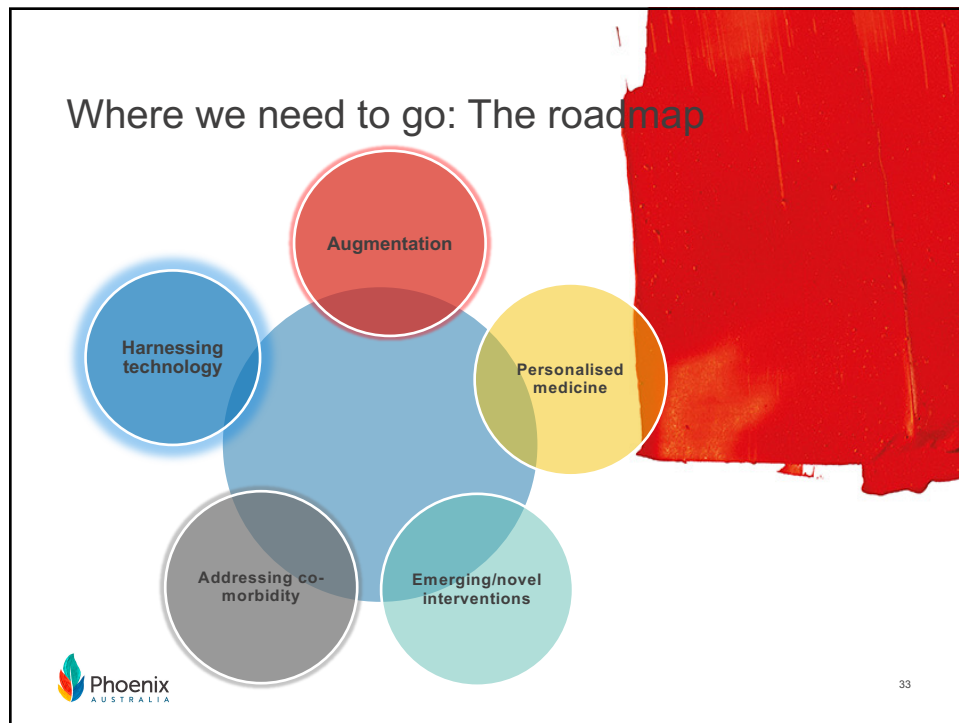 Where we need to go: The roadmap
Augmentation
Harnessing
technology
Personalised
medicine
Addressing co-
morbidity
Emerging/novel
interventions
Phoenix
AUSTRALIA
33